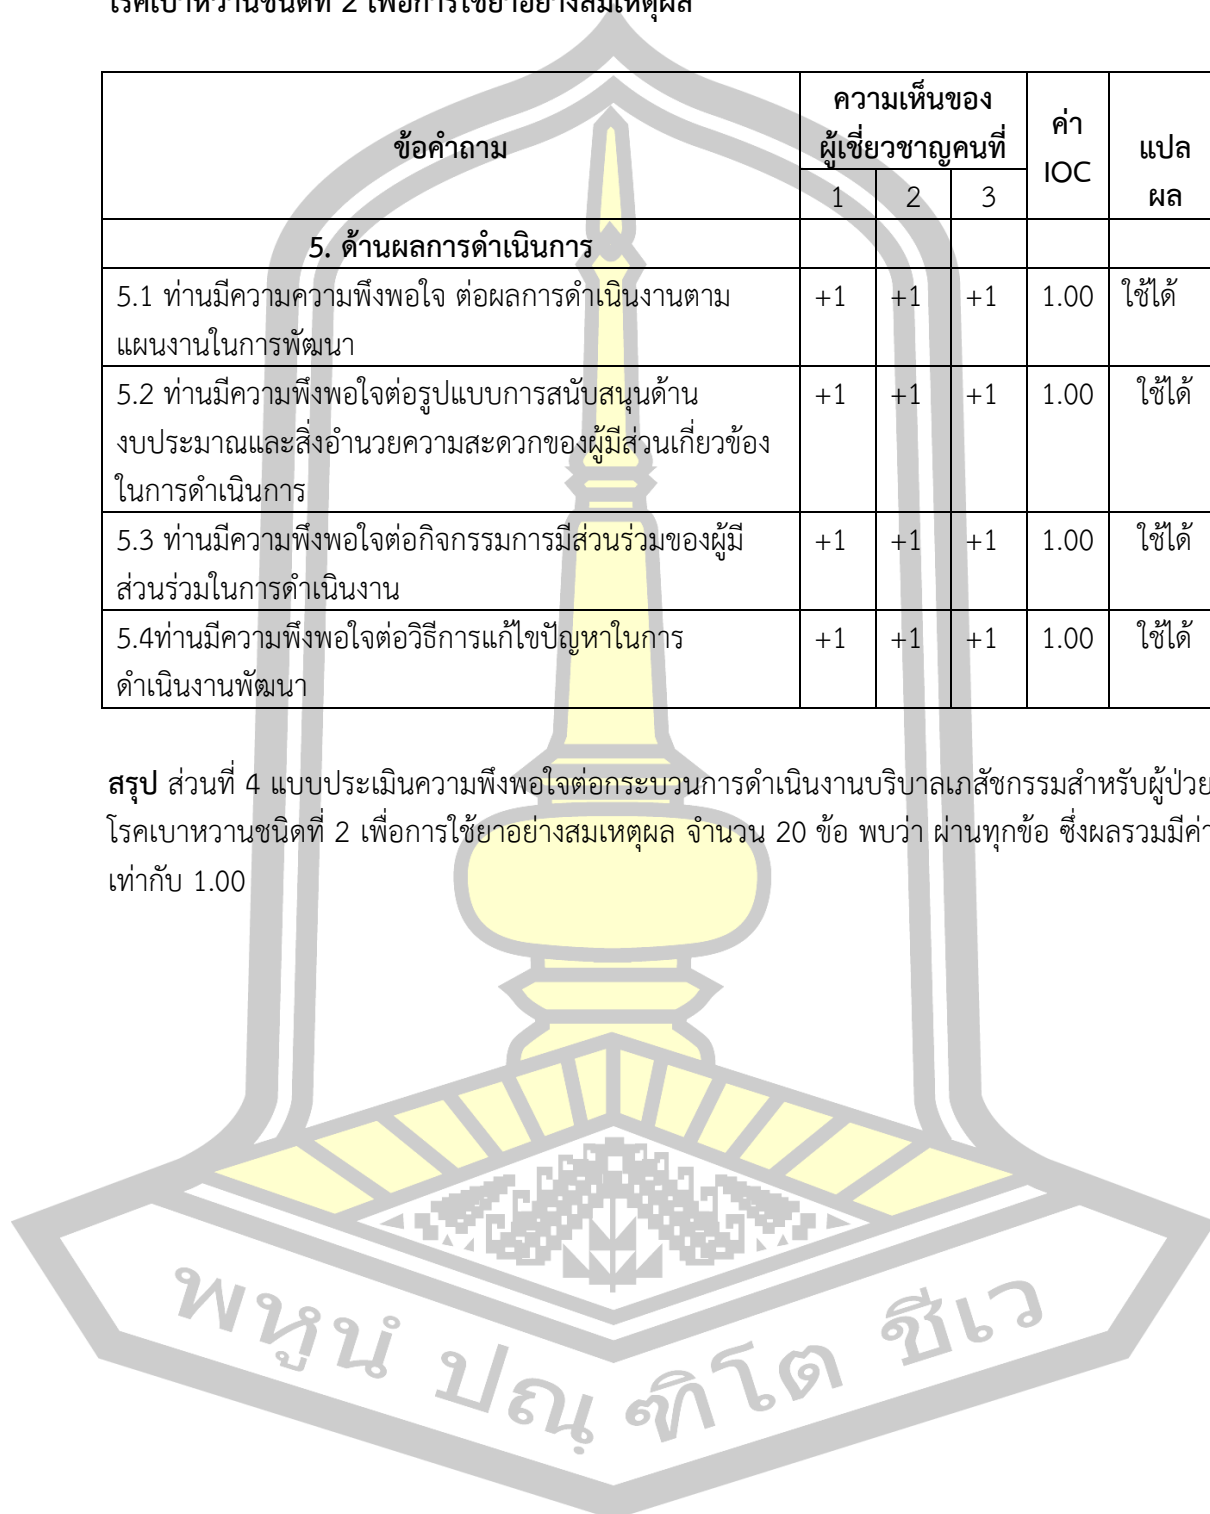 โรคเบาหวานชนิดที่ 2 เพื่อการใช้ยาอย่างสมเหตุผล
ข้อคำถาม
ความเห็นของ
ผู้เชี่ยวชาญคนที่
ค่า
IOC
แปล
ผล
1 2 3
5. ด้านผลการดำเนินการ
5.1 ท่านมีความความพึงพอใจ ต่อผลการดำเนินงานตาม +1 +1 +1 1.00 ใช้ได้
แผนงานในการพัฒนา
5.2 ท่านมีความพึงพอใจต่อรูปแบบการสนับสนุนด้าน +1 +1 +1 1.00 ใช้ได้
งบประมาณและสิ่งอำนวยความสะดวกของผู้มีส่วนเกี่ยวข้อง
ในการดำเนินการ
5.3 ท่านมีความพึงพอใจต่อกิจกรรมการมีส่วนร่วมของผู้มี +1 +1 +1 1.00 ใช้ได้
ส่วนร่วมในการดำเนินงาน
5.4ท่านมีความพึงพอใจต่อวิธีการแก้ไขปัญหาในการ +1 +1 +1 1.00 ใช้ได้
ดำเนินงานพัฒนา
สรุป ส่วนที่ 4 แบบประเมินความพึงพอใจต่อกระบวนการดำเนินงานบริบาลเภสัชกรรมสำหรับผู้ป่วย
โรคเบาหวานชนิดที่ 2 เพื่อการใช้ยาอย่างสมเหตุผล จำนวน 20 ข้อ พบว่า ผ่านทุกข้อ ซึ่งผลรวมมีค่า
เท่ากับ 1.00
พหูนํ ปณฺ ฑิโต ชีเว